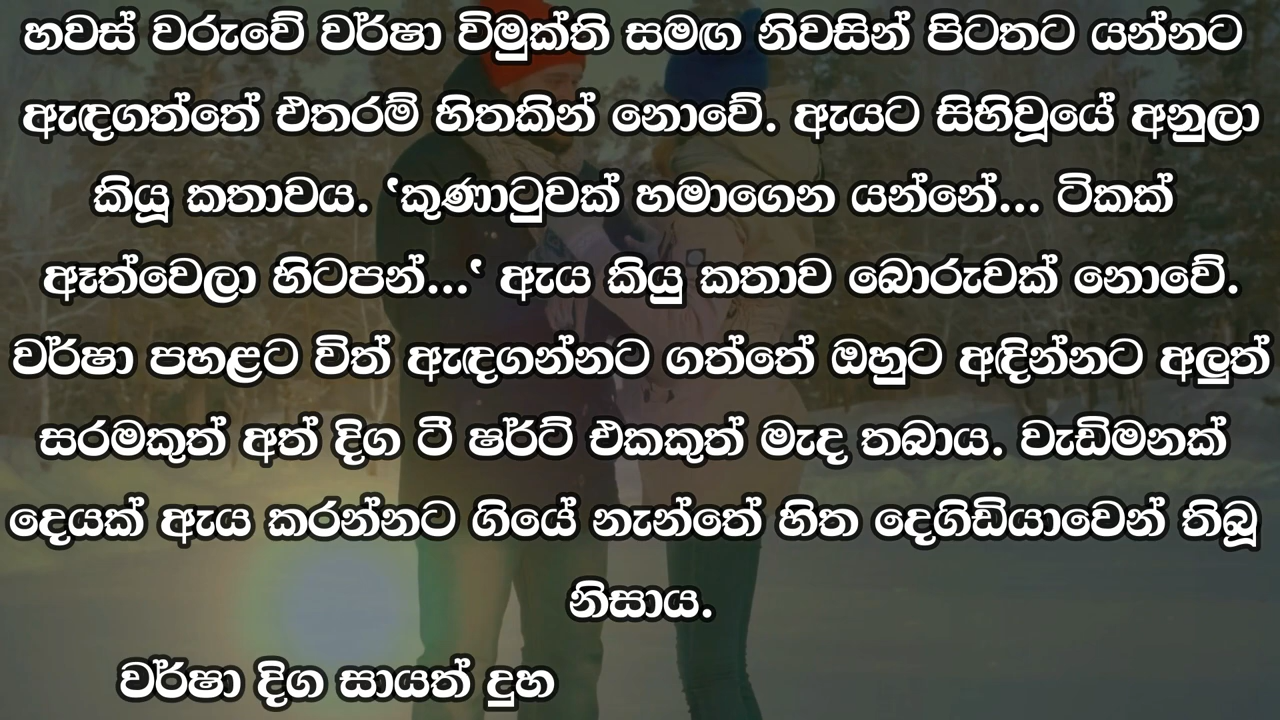 හවස් වරුවේ වර්ෂා විමුක්ති සමඟ නිවසින් පිටතට යන්නට
ඇඳගත්තේ එතරම් හිතකින් නොවේ. ඇයට සිහිවූයේ අනුලා
කියූ කතාවය. ‛කුණාටුවක් හමාගෙන යන්නේ... ටිකක්
ඈත්වෙලා හිටපන්...‛ ඇය කියු කතාව බොරුවක් නොවේ.
වර්ෂා පහළට විත් ඇඳගන්නට ගත්තේ ඔහුට අඳින්නට අලුත්
සරමකුත් අත් දිග ටී ෂර්ට් එකකුත් මැද තබාය. වැඩිමනක්
දෙයක් ඇය කරන්නට ගියේ නැත්තේ හිත දෙගිඩියාවෙන් තිබූ
නිසාය.
වර්ෂා දිග සායත් දුහ